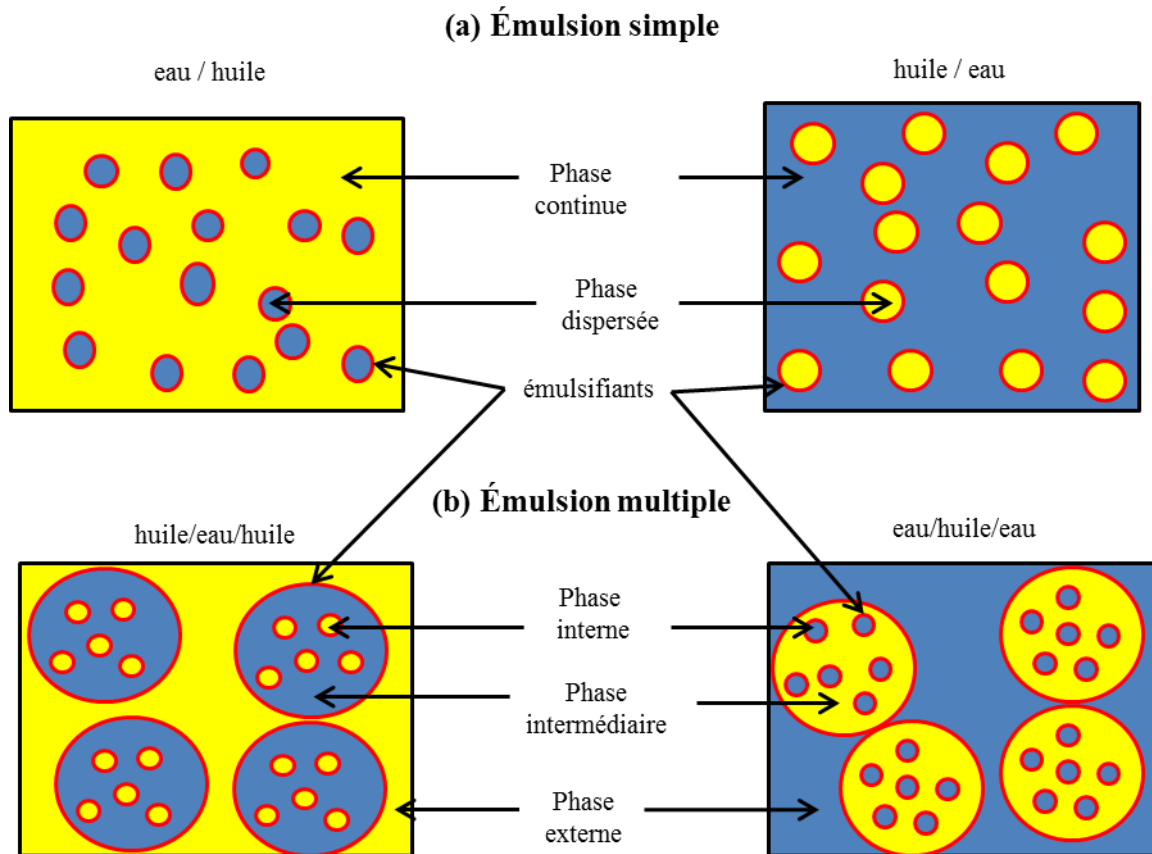 (a) Émulsion simple
eau / huile
huile / eau
Phase
continue
Phase
dispersée
émulsifiants
(b) Émulsion multiple
huile/eau/huile
eau/huile/eau
Phase
interne
Phase
intermédiaire
Phase
externe